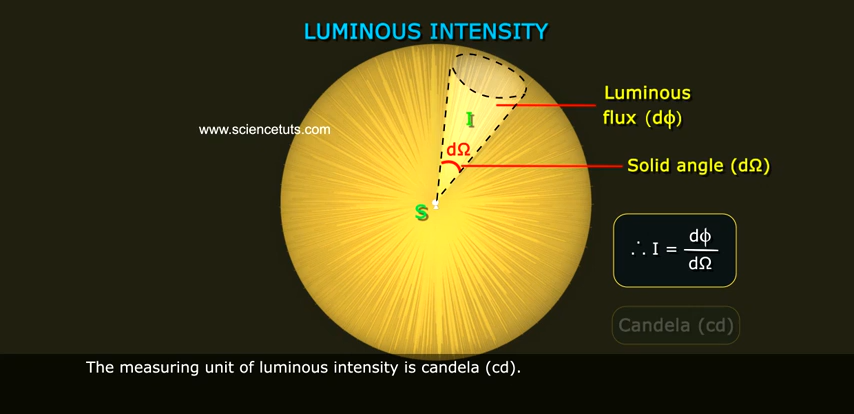 LUMINOUS INTENSITY
www.sciencetuts.com
Luminous
flux (dϕ)
I
dΩ
Solid angle (dΩ)
S
∴ I = dϕ/dΩ
Candela (cd)
The measuring unit of luminous intensity is candela (cd).